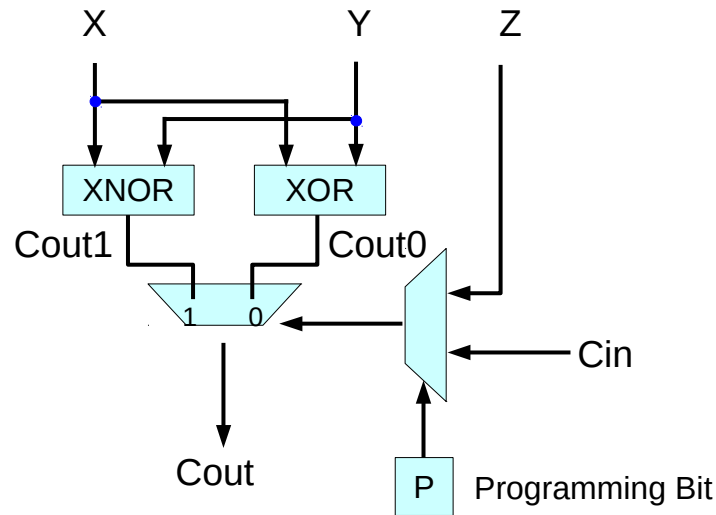 X Y Z
XNOR XOR
Cout1 Cout0
1 0
Cin
Cout
P Programming Bit